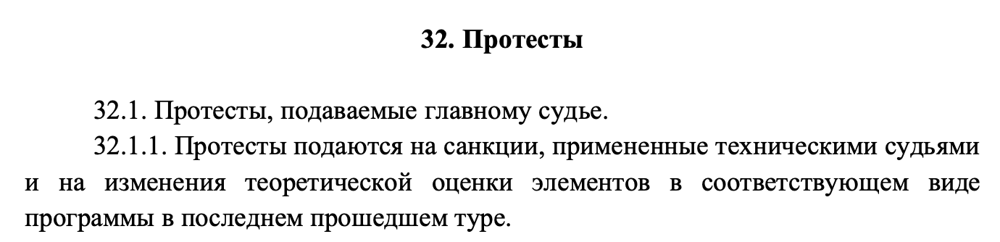 32. Протесты
32.1. Протесты, подаваемые главному судье.
32.1.1. Протесты подаются на санкции, примененные техническими судьями
и на изменения теоретической оценки элементов в соответствующем виде
программы в последнем прошедшем туре.